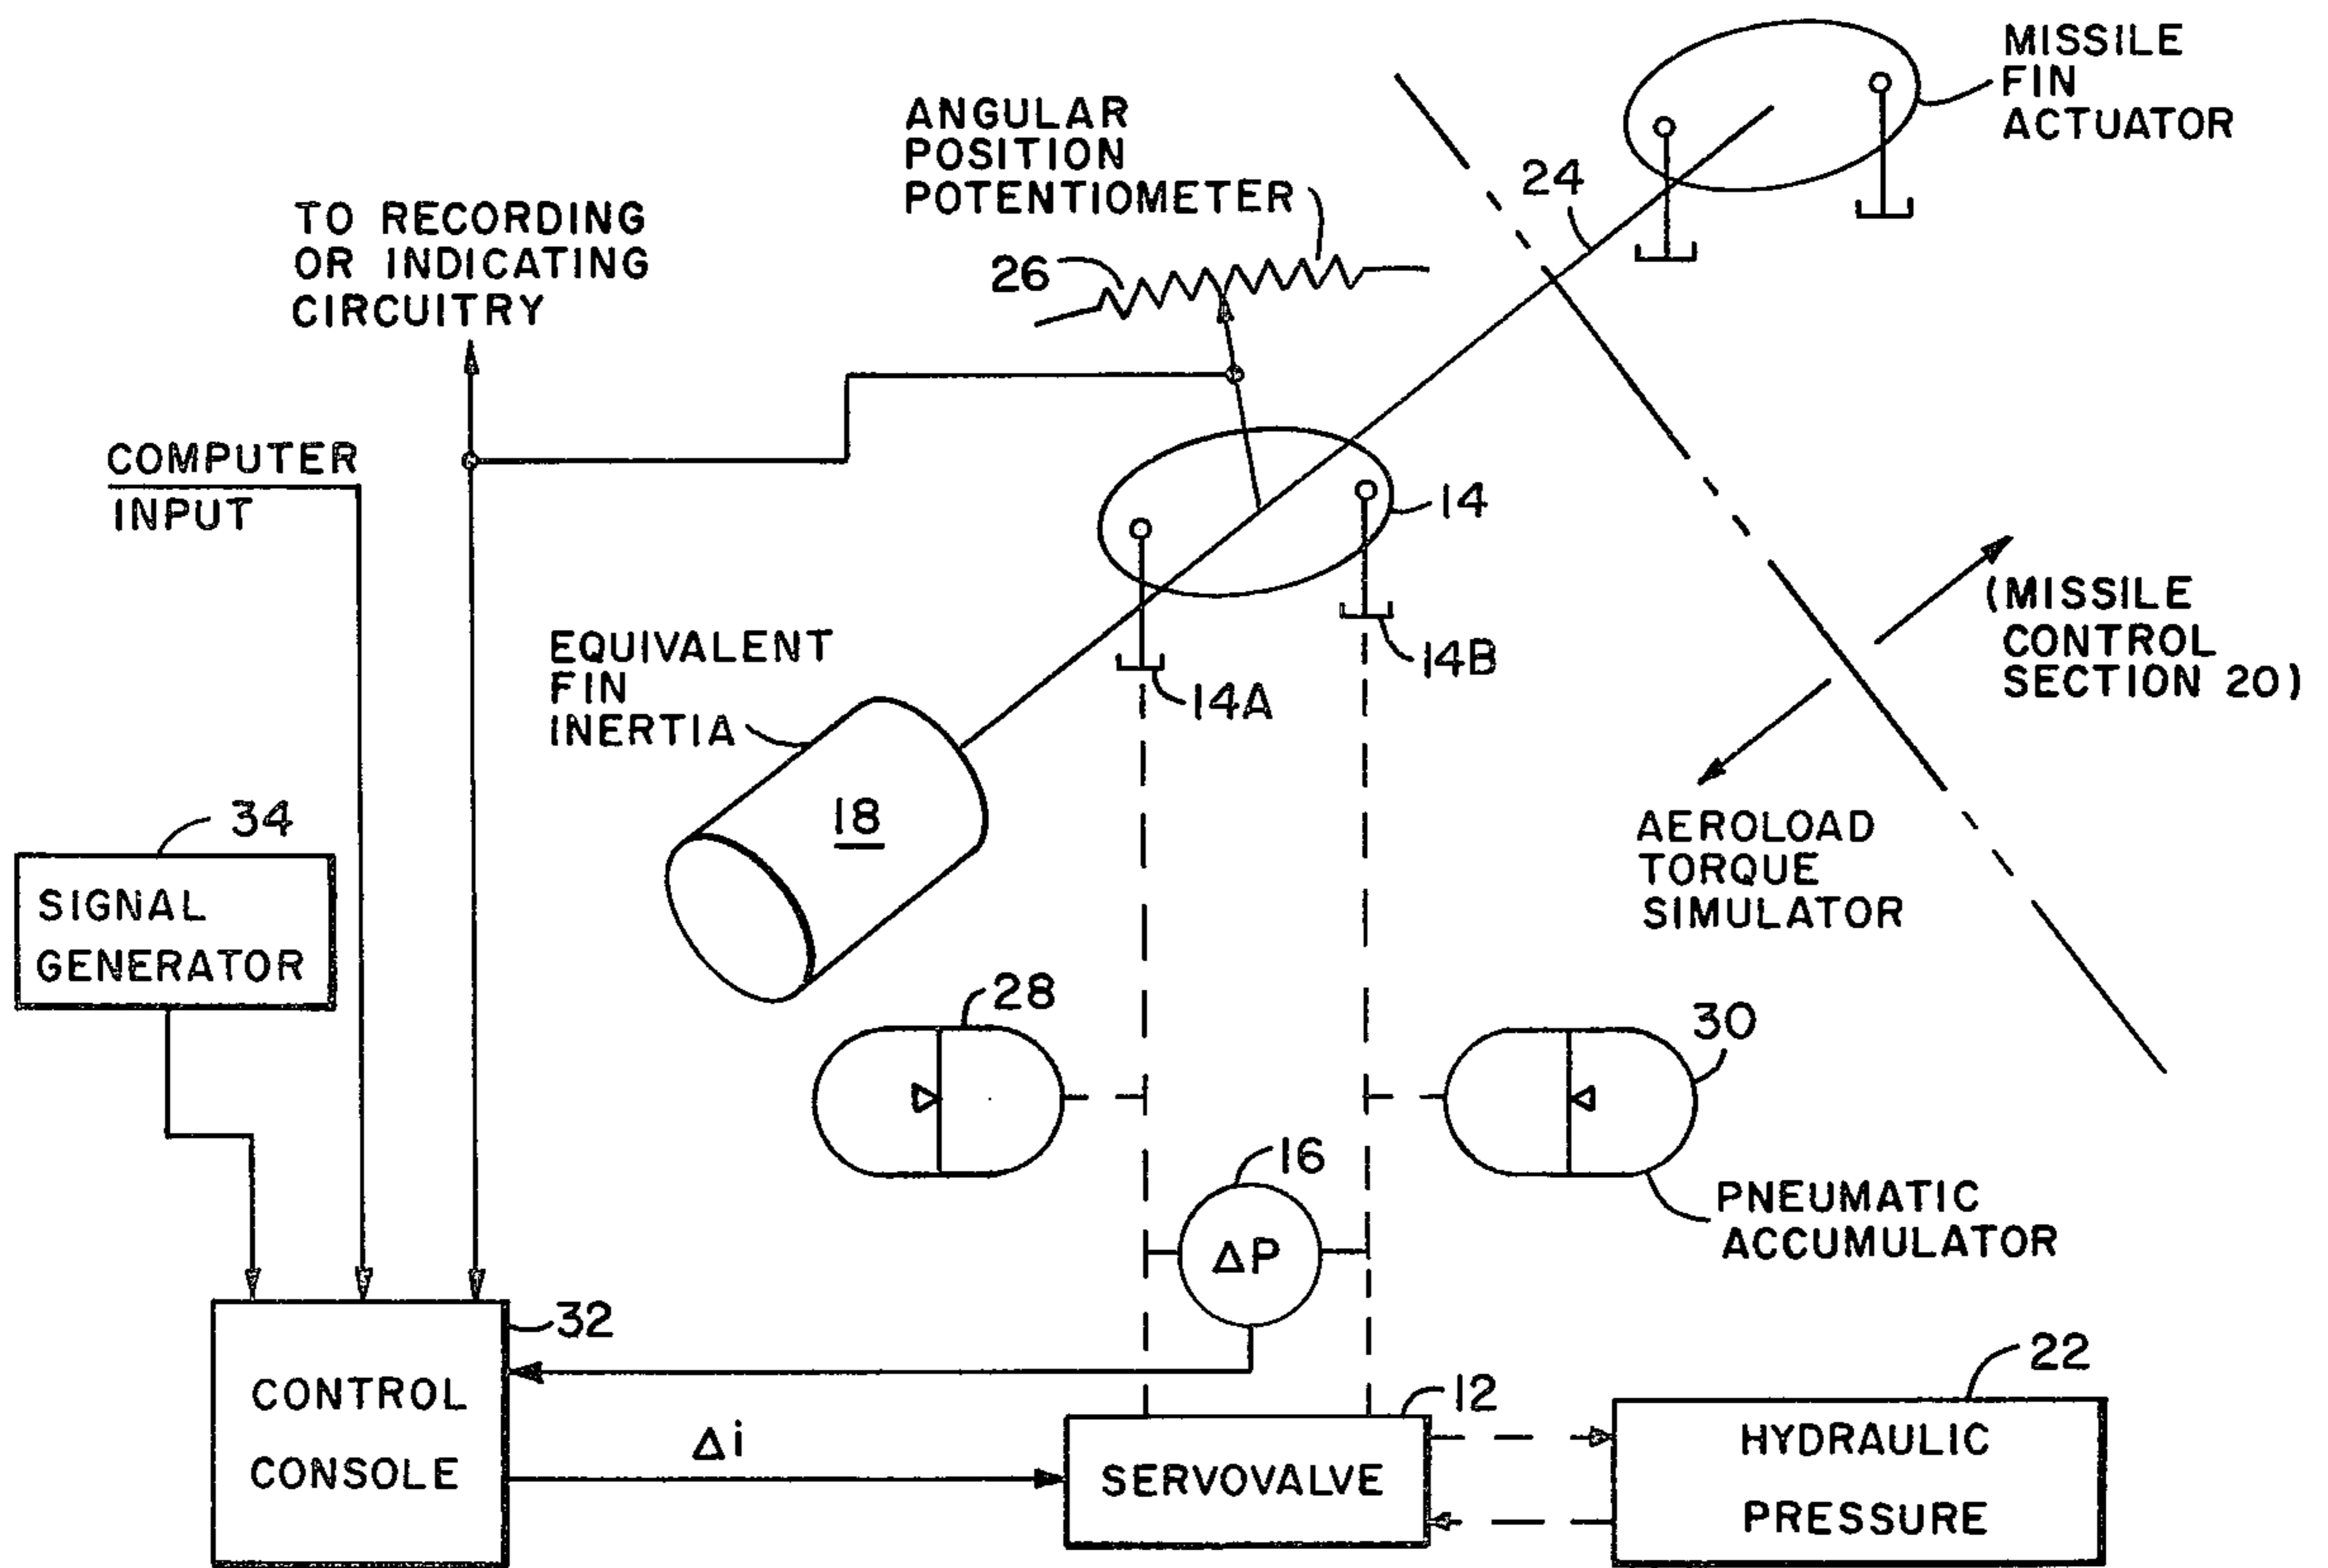 MISSILE
FIN
ACTUATOR
ANGULAR
POSITION
POTENTIOMETER
24
TO RECORDING
OR INDICATING
CIRCUITRY
26
COMPUTER
INPUT
14
(MISSILE
CONTROL
SECTION 20)
EQUIVALENT
FIN
INERTIA
14B
14A
18
34
AEROLOAD
TORQUE
SIMULATOR
SIGNAL
GENERATOR
28
30
16
PNEUMATIC
ACCUMULATOR
ΔP
32
22
CONTROL
CONSOLE
12
Δi
SERVOVALVE
HYDRAULIC
PRESSURE